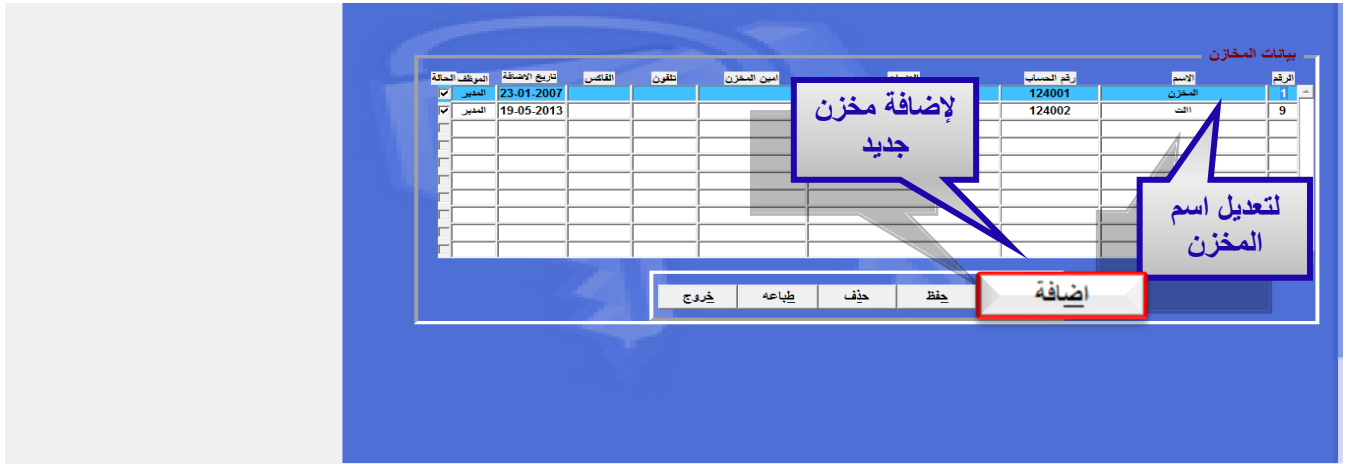 بيانات المخازن
الرقم الاسم رقم الحساب امين المخزن تلفون الفاكس تاريخ الاضافة الموظف الحالة
1 المخزن 124001 23-01-2007 المدير
9 االت 124002 19-05-2013 المدير
لإضافة مخزن
جديد
لتعديل اسم
المخزن
اضافة حفظ حذف طباعه خروج